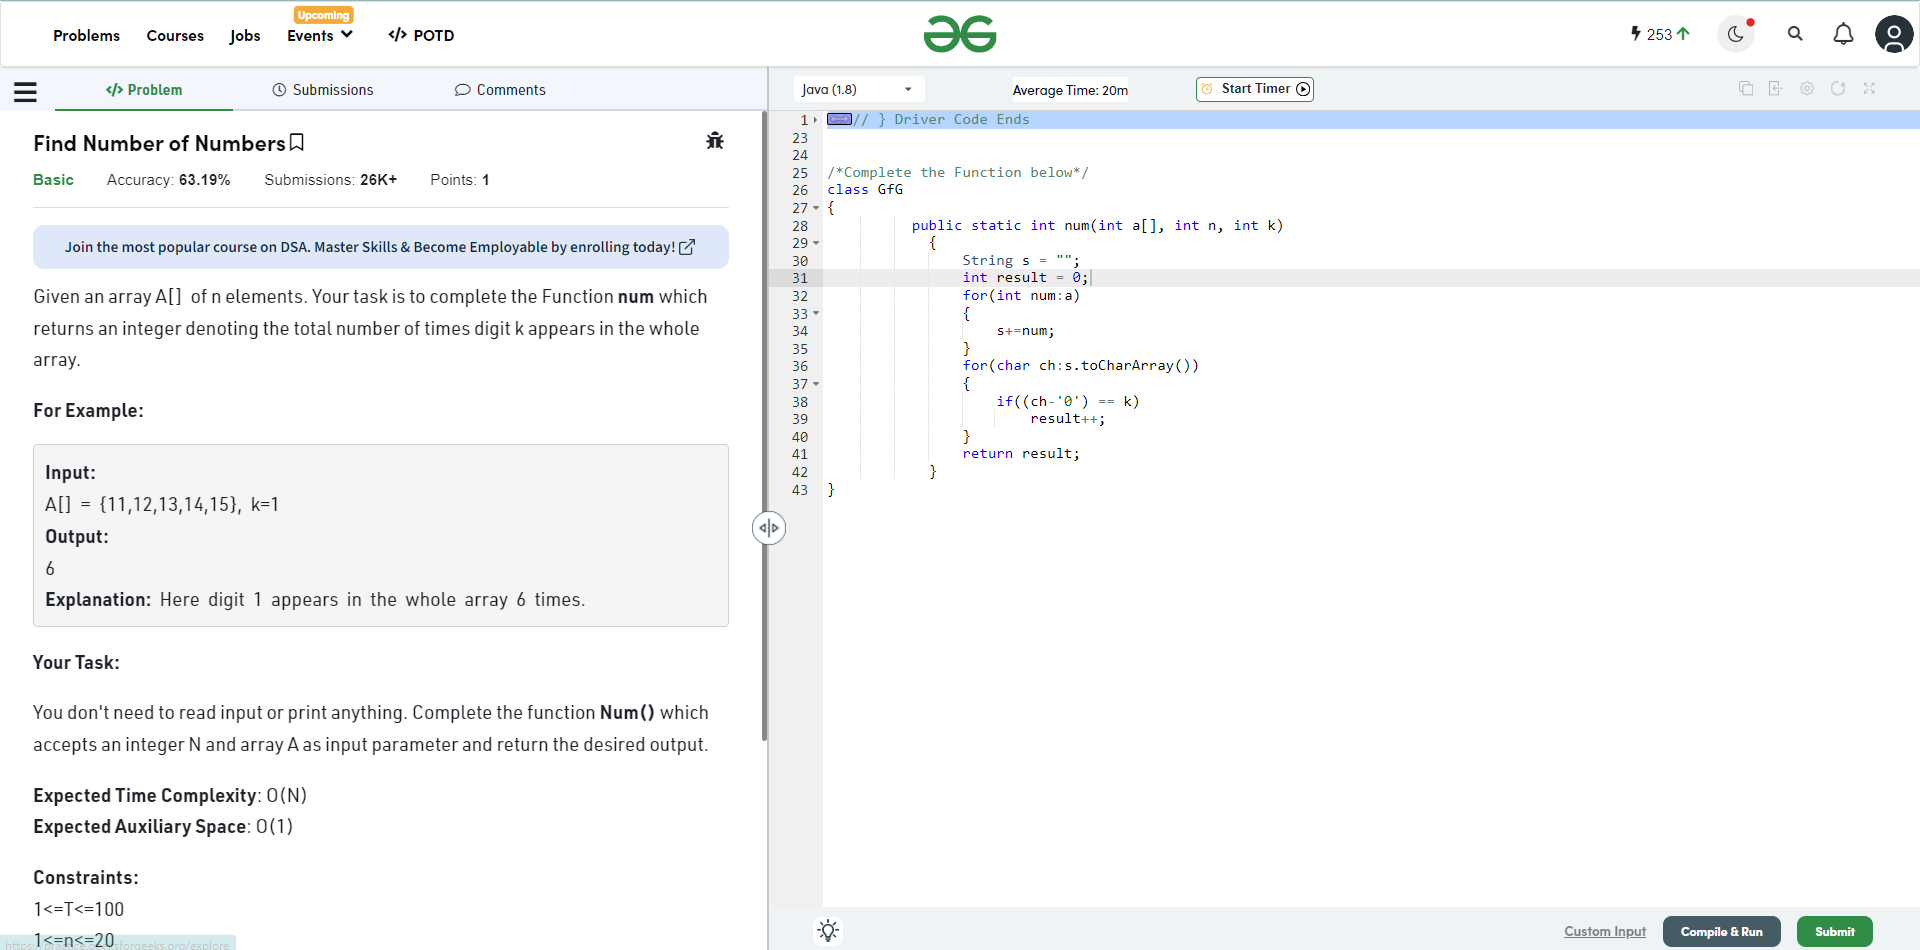 Upcoming
Problems Courses Jobs Events </> POTD
253
</> Problem Submissions Comments
Java (1.8) Average Time: 20m Start Timer
Find Number of Numbers
Basic Accuracy: 63.19% Submissions: 26K+ Points: 1
Join the most popular course on DSA. Master Skills & Become Employable by enrolling today!
Given an array A[] of n elements. Your task is to complete the Function num which
returns an integer denoting the total number of times digit k appears in the whole
array.
For Example:
Input:
A[] = {11,12,13,14,15}, k=1
Output:
6
Explanation: Here digit 1 appears in the whole array 6 times.
Your Task:
You don't need to read input or print anything. Complete the function Num() which
accepts an integer N and array A as input parameter and return the desired output.
Expected Time Complexity: O(N)
Expected Auxiliary Space: O(1)
Constraints:
1<=T<=100
1<=n<=20
https://practice.geeksforgeeks.org/explore
1 // } Driver Code Ends
23
24
25 /*Complete the Function below*/
26 class GfG
27 {
28 public static int num(int a[], int n, int k)
29 {
30 String s = "";
31 int result = 0;
32 for(int num:a)
33 {
34 s+=num;
35 }
36 for(char ch:s.toCharArray())
37 {
38 if((ch-'0') == k)
39 result++;
40 }
41 return result;
42 }
43 }
Custom Input Compile & Run Submit